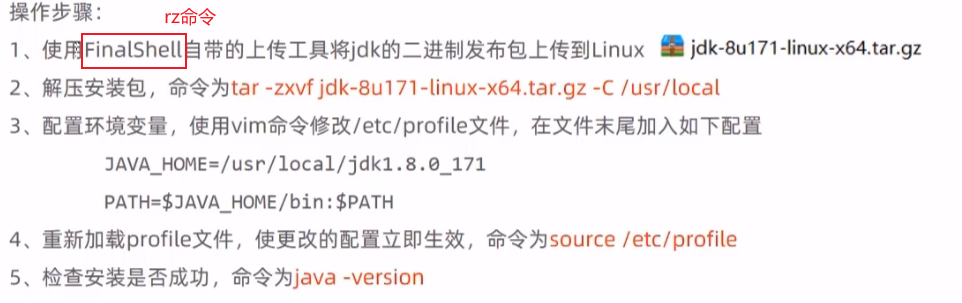 操作步骤：
rz命令
1、使用FinalShell自带的上传工具将jdk的二进制发布包上传到Linux jdk-8u171-linux-x64.tar.gz
2、解压安装包，命令为tar -zxvf jdk-8u171-linux-x64.tar.gz -C /usr/local
3、配置环境变量，使用vim命令修改/etc/profile文件，在文件末尾加入如下配置
JAVA_HOME=/usr/local/jdk1.8.0_171
PATH=$JAVA_HOME/bin:$PATH
4、重新加载profile文件，使更改的配置立即生效，命令为source /etc/profile
5、检查安装是否成功，命令为java -version